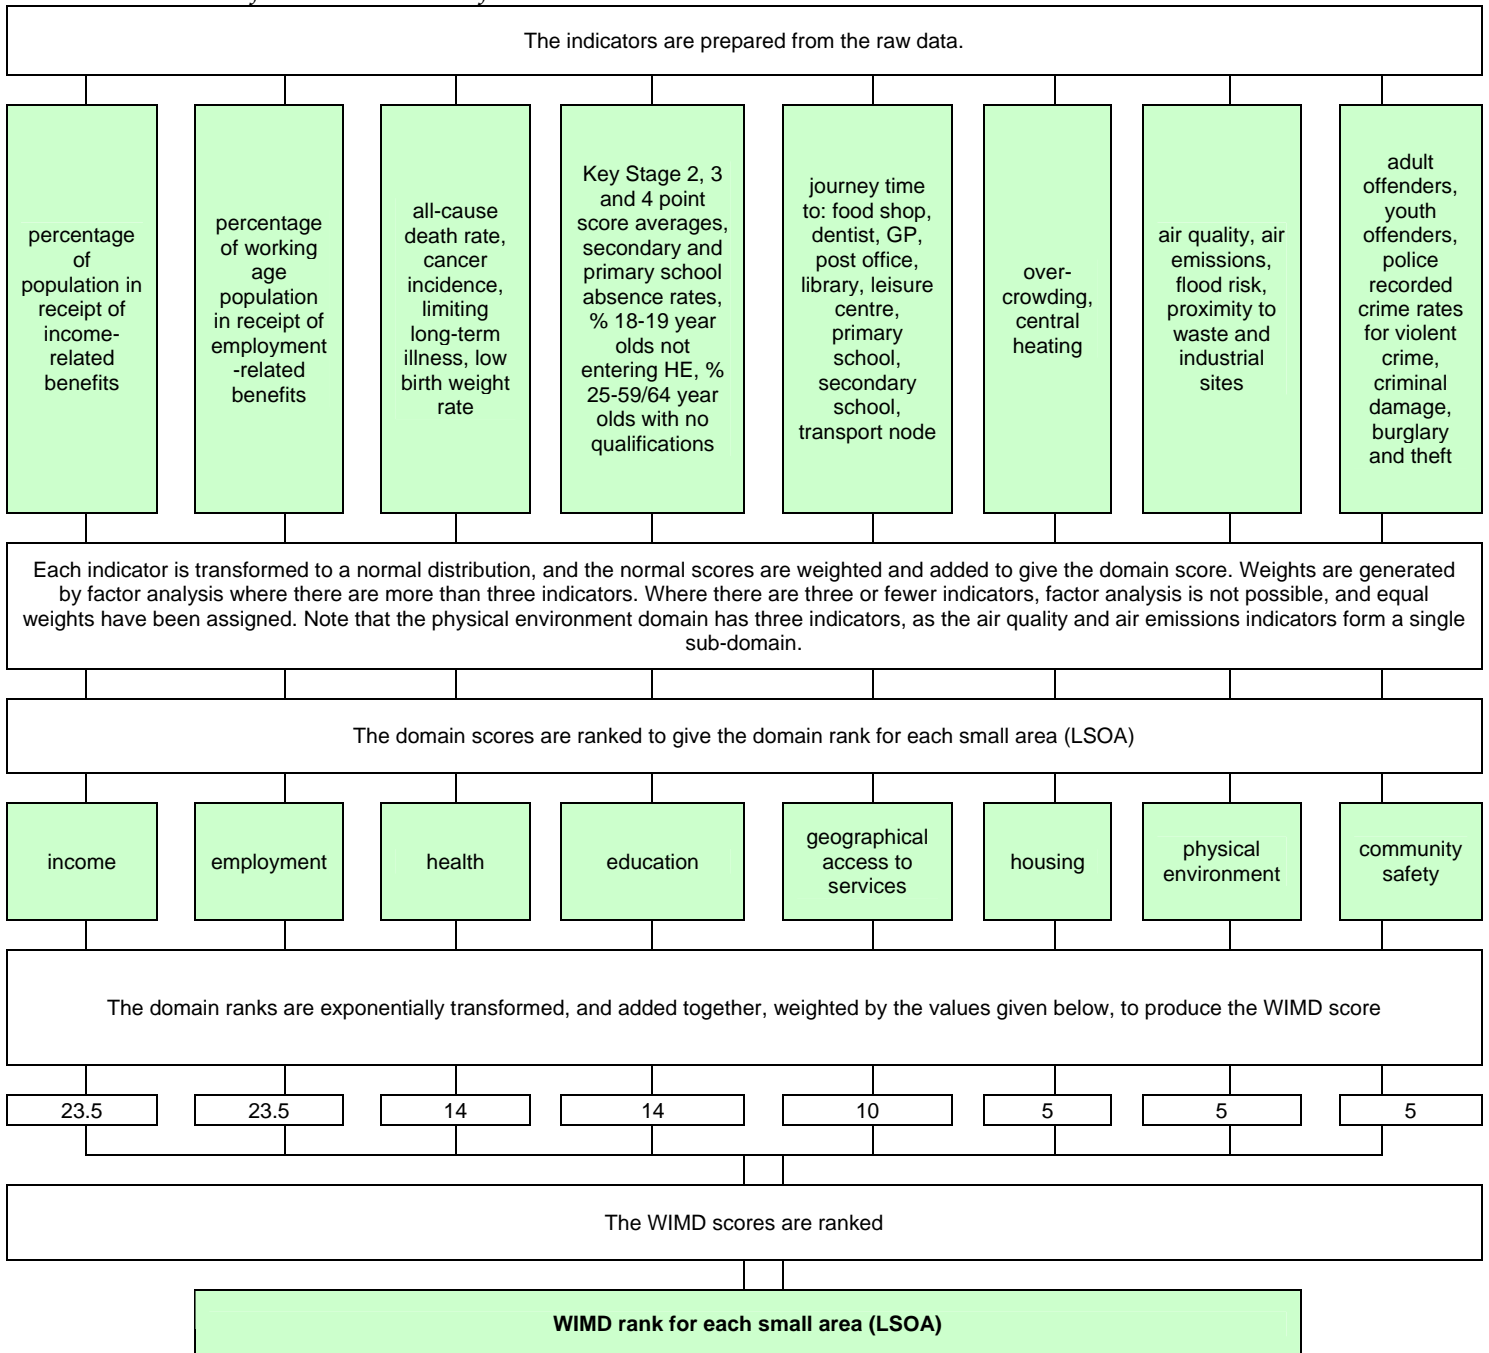 The indicators are prepared from the raw data.
percentage
of
population in
receipt of
income-
related
benefits
percentage
of working
age
population
in receipt of
employment
-related
benefits
all-cause
death rate,
cancer
incidence,
limiting
long-term
illness, low
birth weight
rate
Key Stage 2, 3
and 4 point
score averages,
secondary and
primary school
absence rates,
% 18-19 year
olds not
entering HE, %
25-59/64 year
olds with no
qualifications
journey time
to: food shop,
dentist, GP,
post office,
library, leisure
centre,
primary
school,
secondary
school,
transport node
over-
crowding,
central
heating
air quality, air
emissions,
flood risk,
proximity to
waste and
industrial
sites
adult
offenders,
youth
offenders,
police
recorded
crime rates
for violent
crime,
criminal
damage,
burglary
and theft
Each indicator is transformed to a normal distribution, and the normal scores are weighted and added to give the domain score. Weights are generated
by factor analysis where there are more than three indicators. Where there are three or fewer indicators, factor analysis is not possible, and equal
weights have been assigned. Note that the physical environment domain has three indicators, as the air quality and air emissions indicators form a single
sub-domain.
The domain scores are ranked to give the domain rank for each small area (LSOA)
income
employment
health
education
geographical
access to
services
housing
physical
environment
community
safety
The domain ranks are exponentially transformed, and added together, weighted by the values given below, to produce the WIMD score
23.5
23.5
14
14
10
5
5
5
The WIMD scores are ranked
WIMD rank for each small area (LSOA)